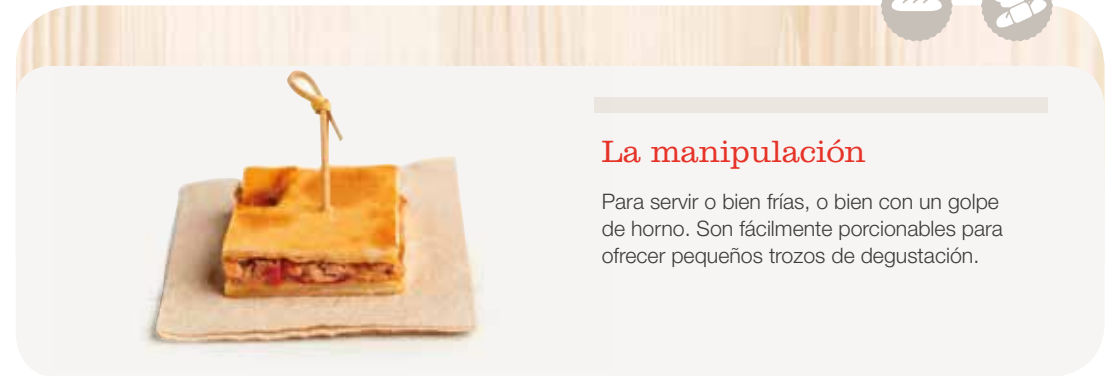 La manipulación
Para servir o bien frías, o bien con un golpe
de horno. Son fácilmente porcionables para
ofrecer pequeños trozos de degustación.